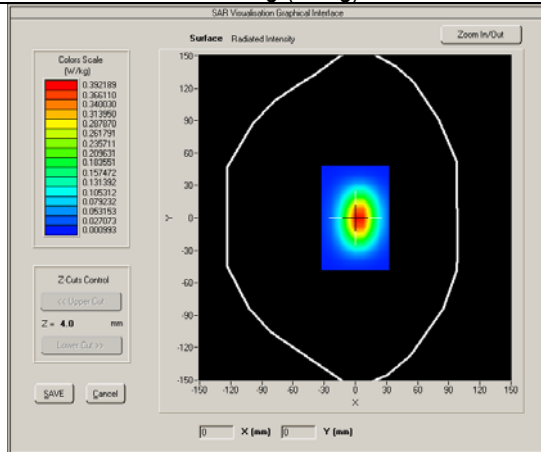 SAR Visualisation Graphical Interface
Surface Radiated Intensity
Zoom In/Out
Colors Scale
(W/kg)
0.392189
0.366110
0.340030
0.313950
0.287870
0.261791
0.235711
0.209631
0.183551
0.157472
0.131392
0.105312
0.079232
0.053153
0.027073
0.000993
150
120
90
60
30
0
-30
-60
-90
-120
-150
Y
-150 -120 -90 -60 -30 0 30 60 90 120 150
X
Z-Cuts Control
<< Upper Cut
Z = 4.0 mm
Lower Cut >>
SAVE Cancel
0 X (mm) 0 Y (mm)